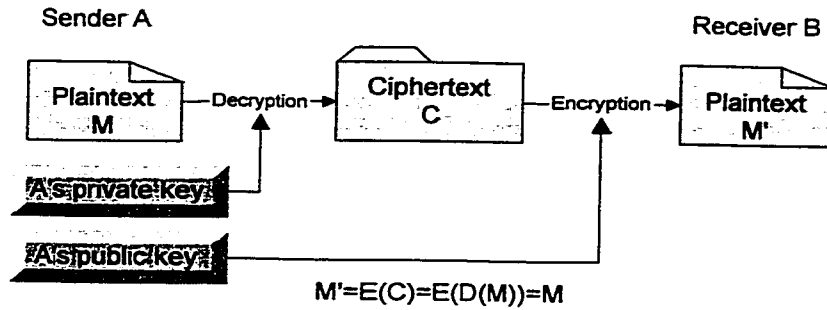 Sender A
Receiver B
Plaintext
M
Decryption
Ciphertext
C
Encryption
Plaintext
M'
A's private key
A's public key
M'=E(C)=E(D(M))=M